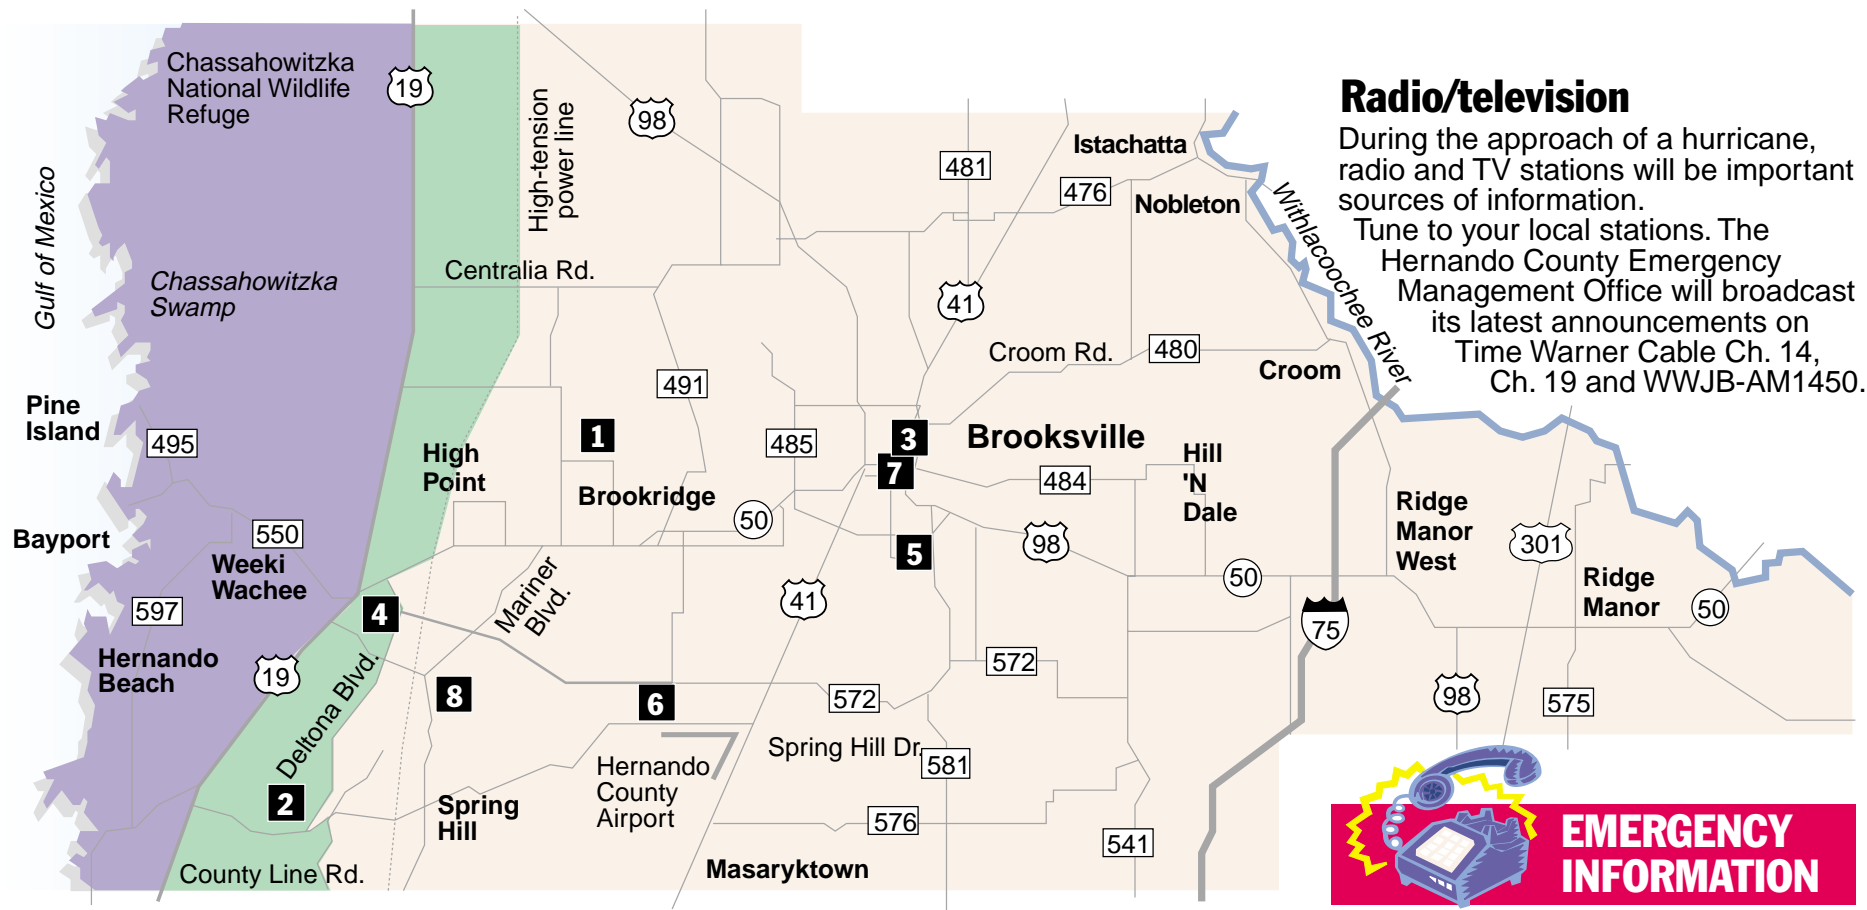 Chassahowitzka
National Wildlife
Refuge
19
High-tension
power line
98
Gulf of Mexico
Chassahowitzka
Swamp
Centralia Rd.
481
Istachatta
476
Nobleton
Withlacoochee River
41
Croom Rd.
480
Croom
491
Pine
Island
495
High
Point
1
Brookridge
485
3
7
Brooksville
484
Hill
'N
Dale
50
Bayport
550
Weeki
Wachee
597
4
Mariner
Blvd.
41
5
98
50
Ridge
Manor
West
301
Ridge
Manor
50
75
Hernando
Beach
19
Deltona Blvd.
8
6
572
572
98
575
Spring Hill Dr.
581
Hernando
County
Airport
2
Spring
Hill
576
541
County Line Rd.
Masaryktown
Radio/television
During the approach of a hurricane,
radio and TV stations will be important
sources of information.
Tune to your local stations. The
Hernando County Emergency
Management Office will broadcast
its latest announcements on
Time Warner Cable Ch. 14,
Ch. 19 and WWJB-AM1450.
EMERGENCY
INFORMATION